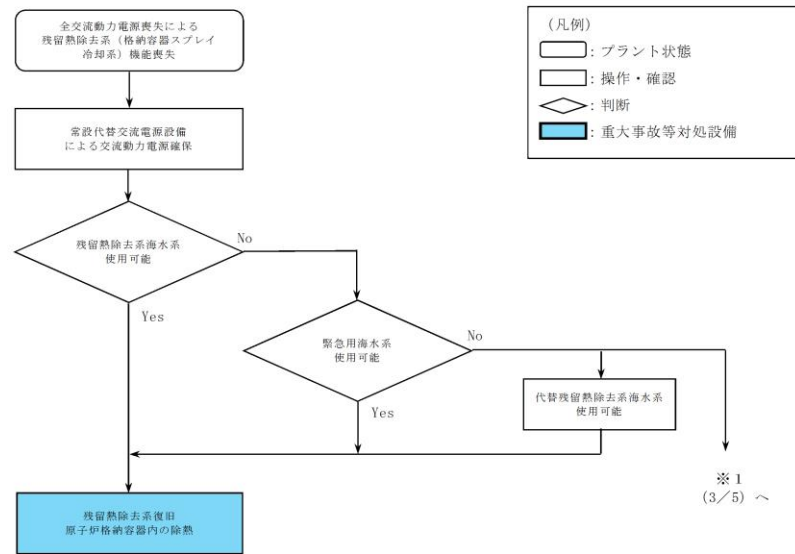 全交流動力電源喪失による
残留熱除去系（格納容器スプレイ
冷却系）機能喪失
常設代替交流電源設備
による交流動力電源確保
残留熱除去系海水系
使用可能
No
Yes
緊急用海水系
使用可能
No
Yes
代替残留熱除去系海水系
使用可能
※１
(3／5) へ
残留熱除去系復旧
原子炉格納容器内の除熱
(凡例)
：プラント状態
：操作・確認
：判断
：重大事故等対処設備